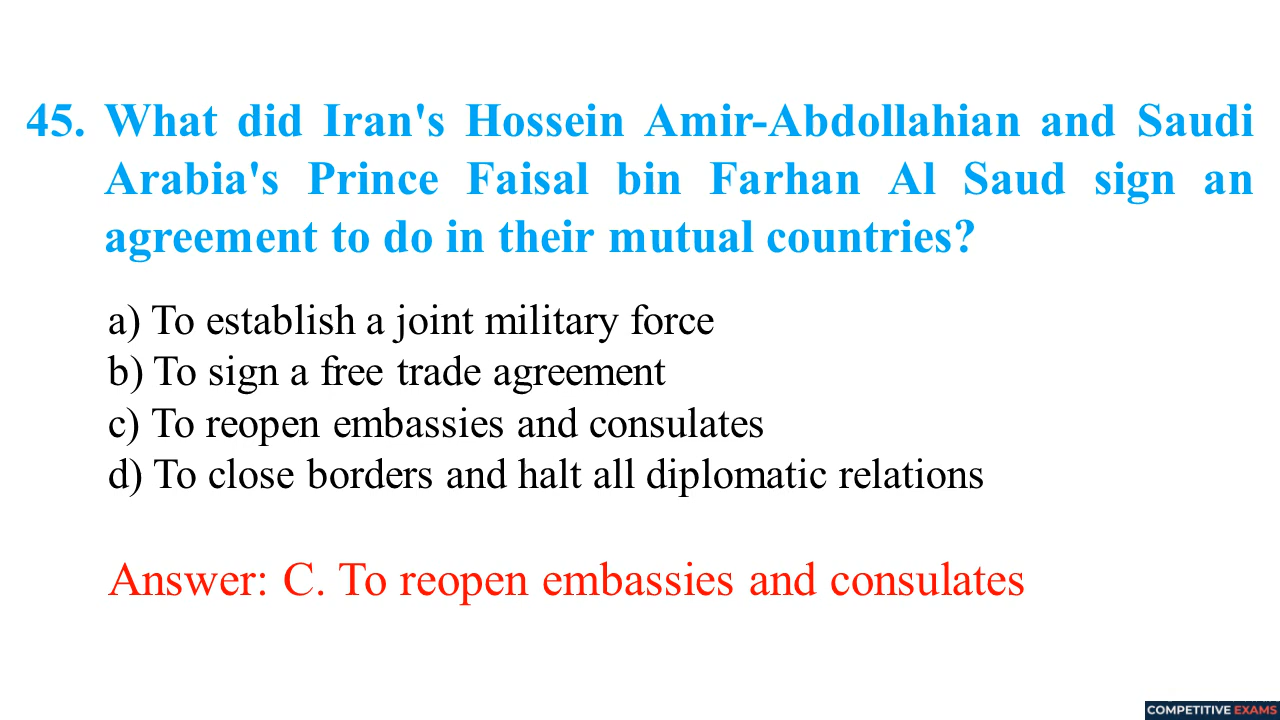 45. What did Iran's Hossein Amir-Abdollahian and Saudi
Arabia's Prince Faisal bin Farhan Al Saud sign an
agreement to do in their mutual countries?
a) To establish a joint military force
b) To sign a free trade agreement
c) To reopen embassies and consulates
d) To close borders and halt all diplomatic relations
Answer: C. To reopen embassies and consulates
COMPETITIVE EXAMS